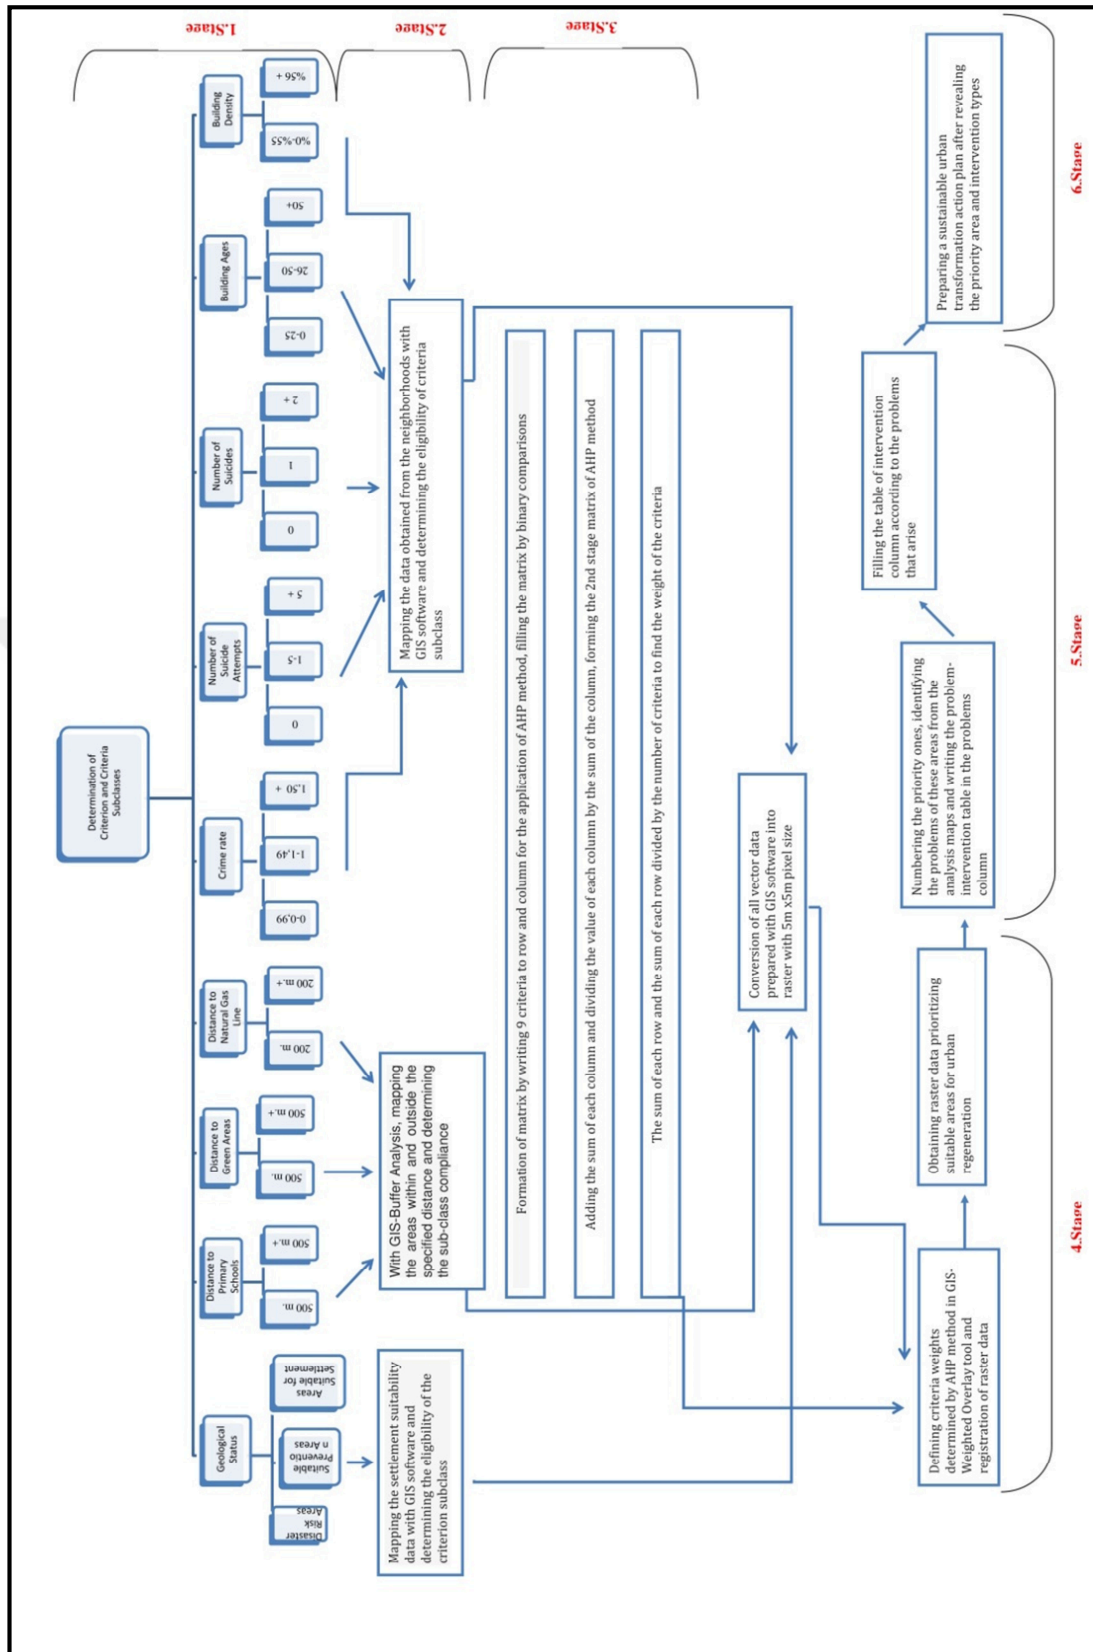 1.Stage
2.Stage
3.Stage
Determination of
Criterion and Criteria
Subclasses
Geological
Status
Disaster
Risk
Areas
Suitable
Preventio
n Areas
Areas
Suitable for
Settlement
Distance to
Primary
Schools
500 m.
500 m.+
Distance to
Green Areas
500 m.
500 m.+
Distance to
Natural Gas
Line
200 m.
200 m.+
Crime rate
0-0,99
1-1,49
1,50 +
Number of
Suicide
Attempts
0
1-5
5 +
Number of
Suicides
0
1
2 +
Building Ages
0-25
26-50
50+
Building
Density
%0-%55
%56 +
Mapping the settlement suitability
data with GIS software and
determining the eligibility of the
criterion subclass
With GIS-Buffer Analysis, mapping
the areas within and outside the
specified distance and determining
the sub-class compliance
Mapping the data obtained from the neighborhoods with
GIS software and determining the eligibility of criteria
subclass
Formation of matrix by writing 9 criteria to row and column for the application of AHP method, filling the matrix by binary comparisons
Adding the sum of each column and dividing the value of each column by the sum of the column, forming the 2nd stage matrix of AHP method
The sum of each row and the sum of each row divided by the number of criteria to find the weight of the criteria
Conversion of all vector data
prepared with GIS software into
raster with 5m x5m pixel size
Defining criteria weights
determined by AHP method in GIS-
Weighted Overlay tool and
registration of raster data
Obtaining raster data prioritizing
suitable areas for urban
regeneration
Numbering the priority ones, identifying
the problems of these areas from the
analysis maps and writing the problem-
intervention table in the problems
column
Filling the table of intervention
column according to the problems
that arise
Preparing a sustainable urban
transformation action plan after revealing
the priority area and intervention types
4.Stage
5.Stage
6.Stage